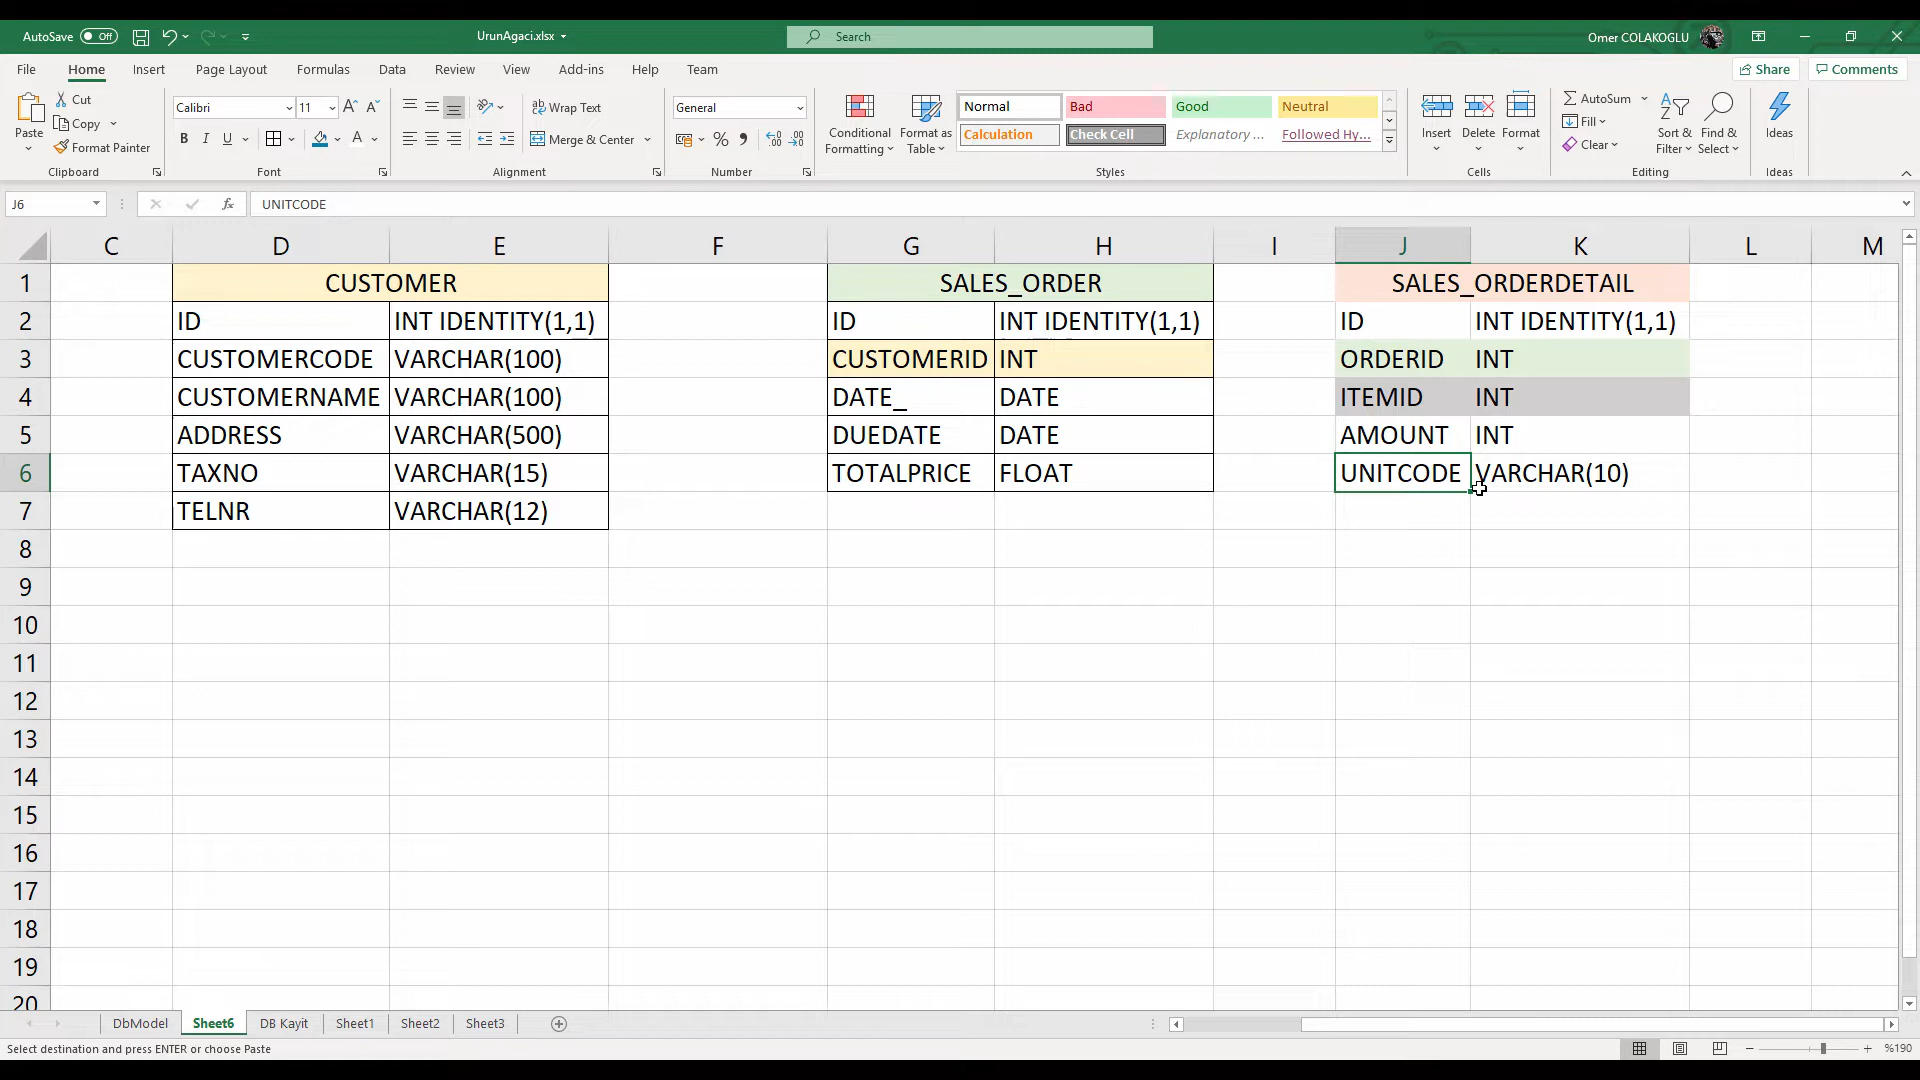 AutoSave Off
UrunAgaci.xlsx
Search
Omer COLAKOGLU
File Home Insert Page Layout Formulas Data Review View Add-ins Help Team
Share Comments
Paste
Cut
Copy
Format Painter
Clipboard
Calibri 11
B I U
Font
Wrap Text
Merge & Center
Alignment
General
Number
Conditional Formatting
Format as Table
Normal Bad Good Neutral
Calculation Check Cell Explanatory ... Followed Hy...
Styles
Insert Delete Format
Cells
AutoSum
Fill
Clear
Sort & Filter
Find & Select
Editing
Ideas
Ideas
J6 fx UNITCODE
C D E F G H I J K L M
1 CUSTOMER SALES_ORDER SALES_ORDERDETAIL
2 ID INT IDENTITY(1,1) ID INT IDENTITY(1,1) ID INT IDENTITY(1,1)
3 CUSTOMERCODE VARCHAR(100) CUSTOMERID INT ORDERID INT
4 CUSTOMERNAME VARCHAR(100) DATE_ DATE ITEMID INT
5 ADDRESS VARCHAR(500) DUEDATE DATE AMOUNT INT
6 TAXNO VARCHAR(15) TOTALPRICE FLOAT UNITCODE VARCHAR(10)
7 TELNR VARCHAR(12)
8
9
10
11
12
13
14
15
16
17
18
19
20
DbModel Sheet6 DB Kayit Sheet1 Sheet2 Sheet3
Select destination and press ENTER or choose Paste
%190